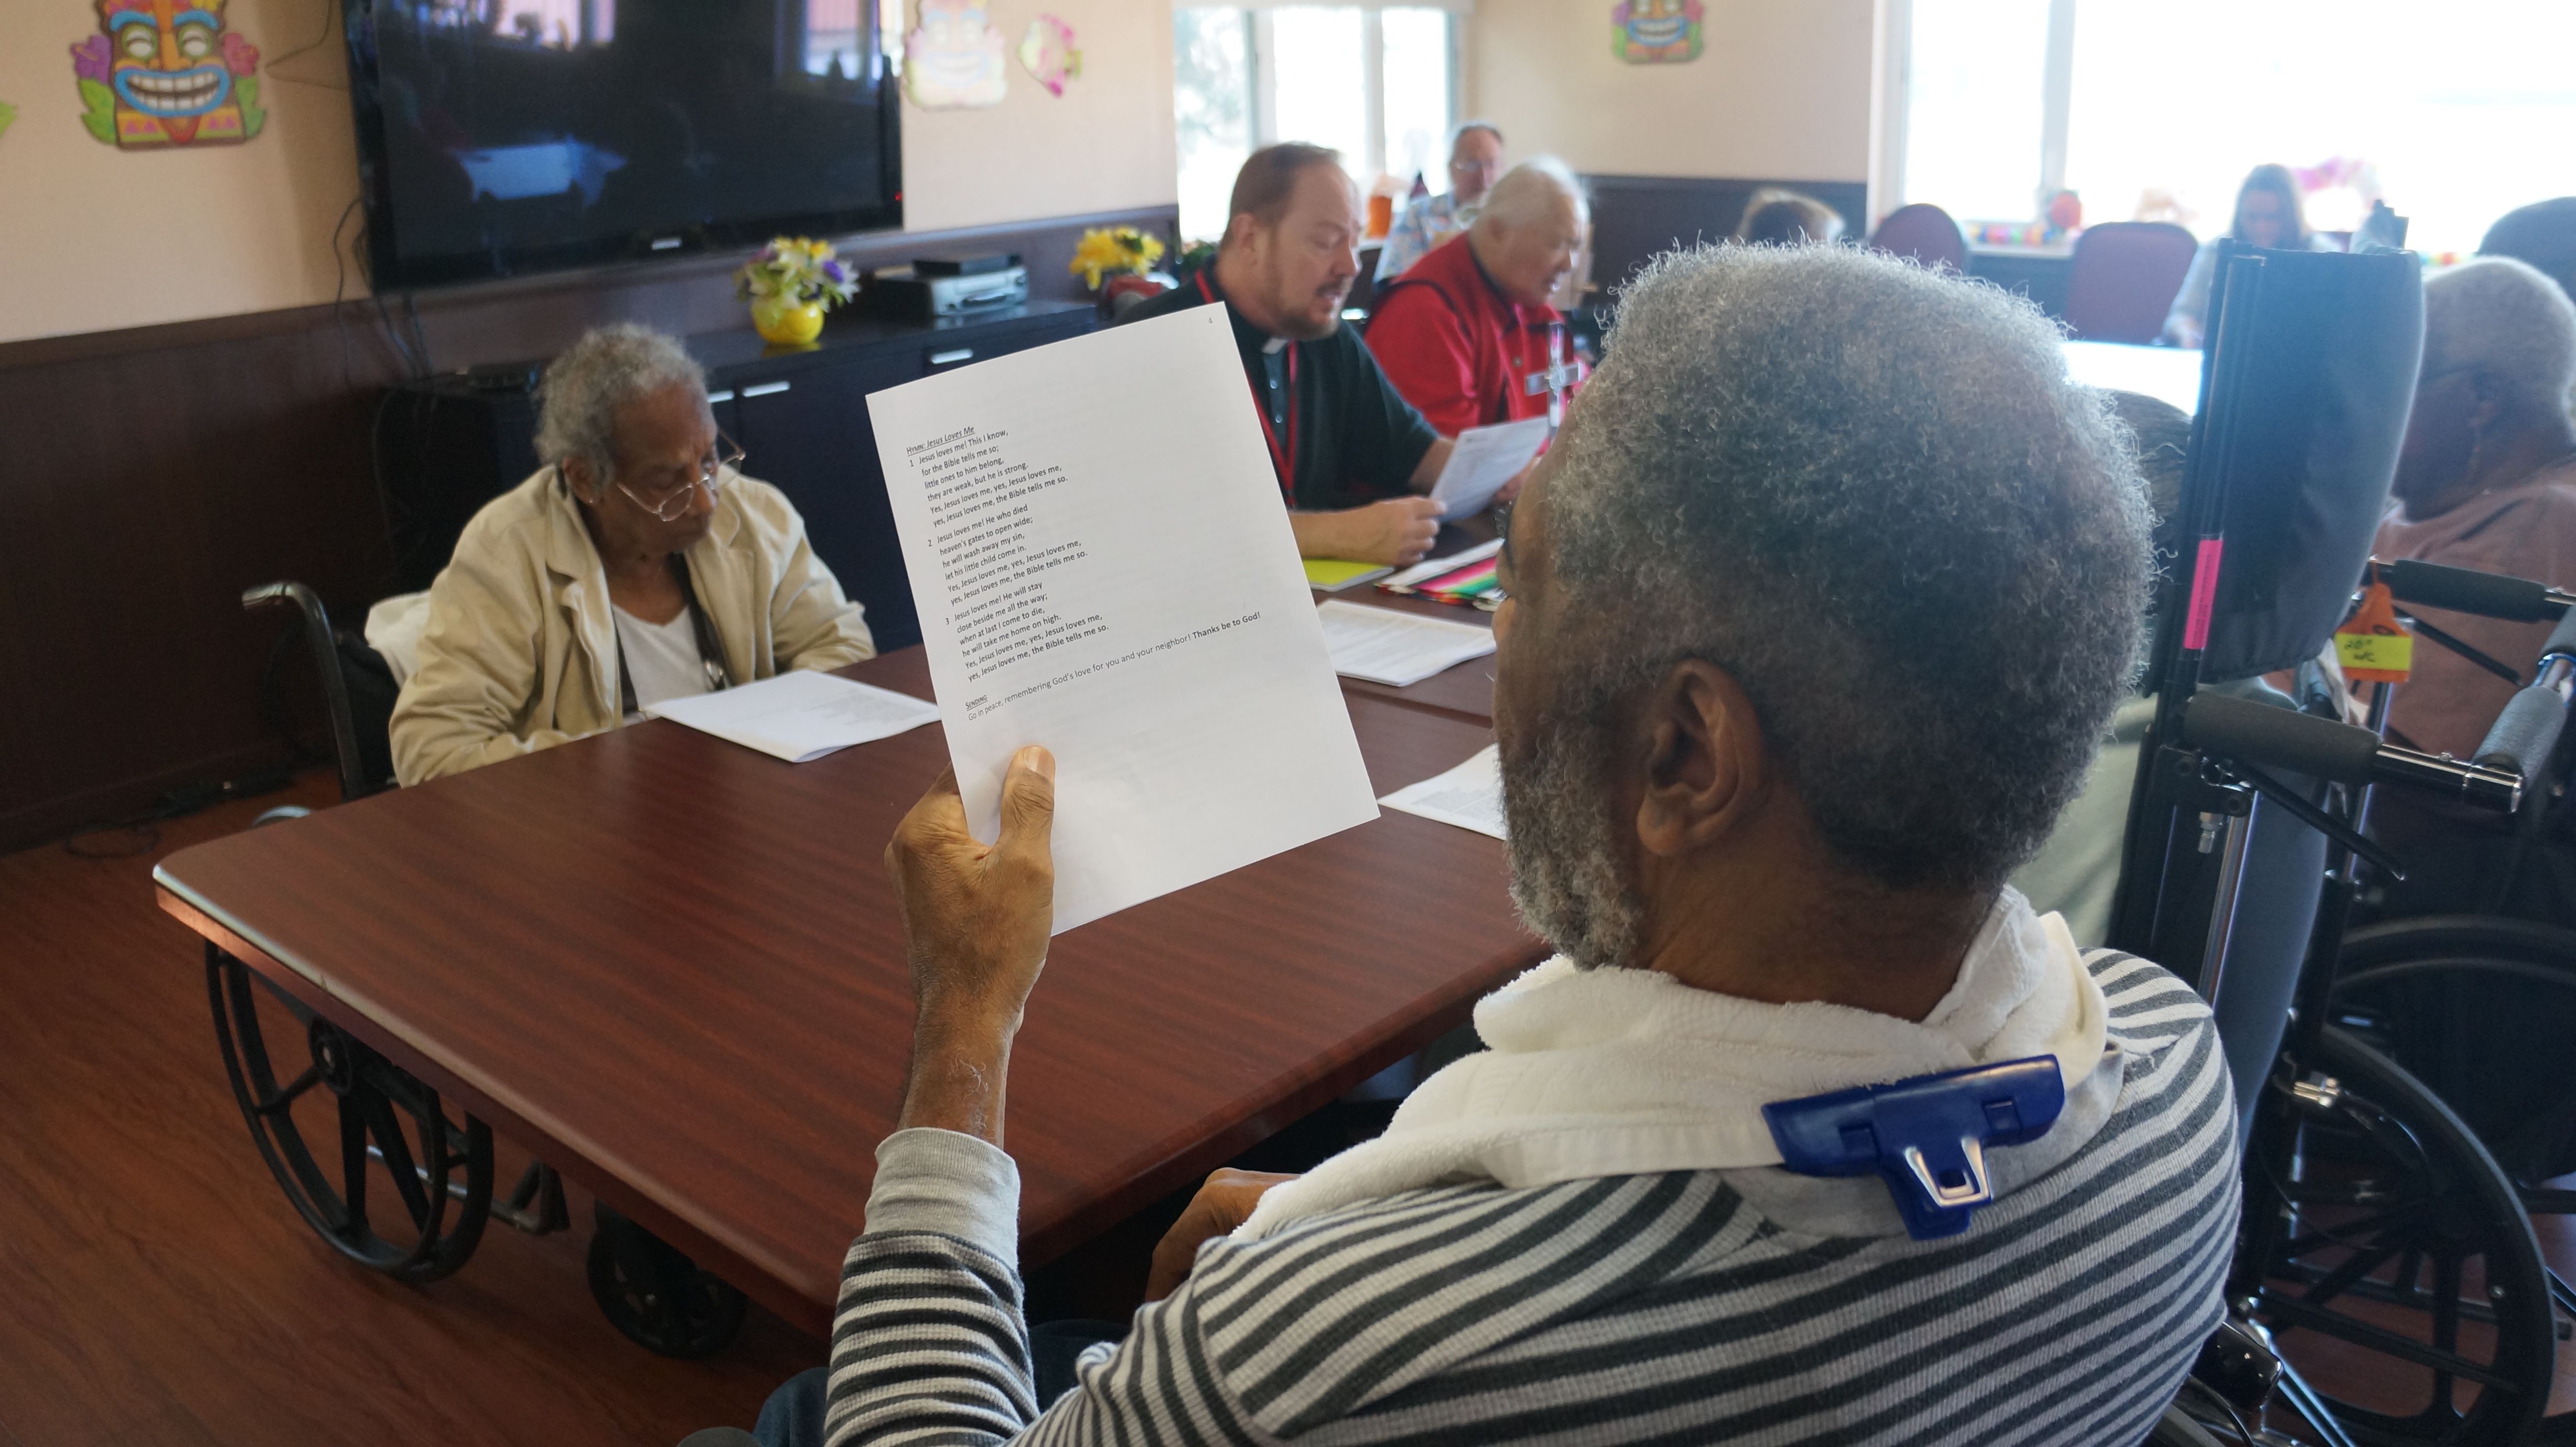 4
HYMN: Jesus Loves Me
1 Jesus loves me! This I know,
for the Bible tells me so;
little ones to him belong,
they are weak, but he is strong.
Yes, Jesus loves me, yes, Jesus loves me,
yes, Jesus loves me, the Bible tells me so.
2 Jesus loves me! He who died
heaven's gates to open wide;
he will wash away my sin,
let his little child come in.
Yes, Jesus loves me, yes, Jesus loves me,
yes, Jesus loves me, the Bible tells me so.
3 Jesus loves me! He will stay
close beside me all the way;
when at last I come to die,
he will take me home on high.
Yes, Jesus loves me, yes, Jesus loves me,
yes, Jesus loves me, the Bible tells me so.
SENDING
Go in peace, remembering God's love for you and your neighbor! Thanks be to God!